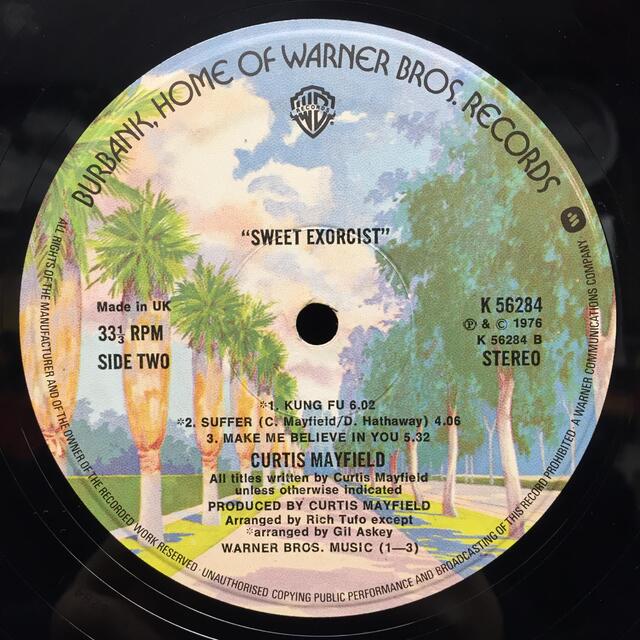 BURBANK, HOME OF WARNER BROS. RECORDS
RECORDS
"SWEET EXORCIST"
Made in UK
33⅓ RPM
SIDE TWO
K 56284
Ⓟ & © 1976
K 56284 B
STEREO
*1. KUNG FU 6.02
*2. SUFFER (C. Mayfield/D. Hathaway) 4.06
3. MAKE ME BELIEVE IN YOU 5.32
CURTIS MAYFIELD
All titles written by Curtis Mayfield
unless otherwise indicated
PRODUCED BY CURTIS MAYFIELD
Arranged by Rich Tufo except
*arranged by Gil Askey
WARNER BROS. MUSIC (1—3)
ALL RIGHTS OF THE MANUFACTURER AND OF THE OWNER OF THE RECORDED WORK RESERVED · UNAUTHORISED COPYING PUBLIC PERFORMANCE AND BROADCASTING OF THIS RECORD PROHIBITED · A WARNER COMMUNICATIONS COMPANY